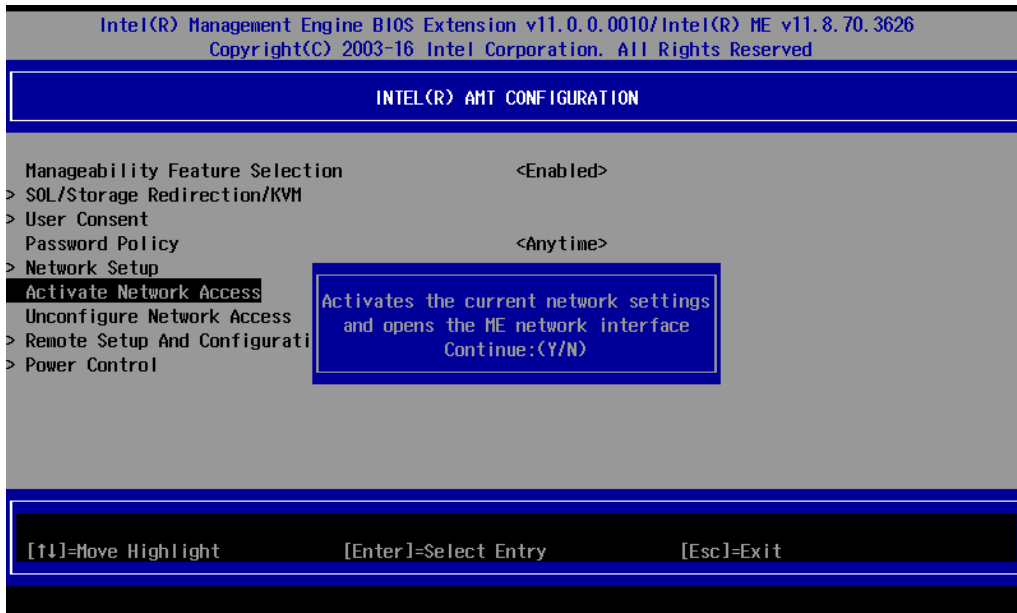 Intel(R) Management Engine BIOS Extension v11.0.0.0010/Intel(R) ME v11.8.70.3626
Copyright(C) 2003-16 Intel Corporation. All Rights Reserved
INTEL(R) AMT CONFIGURATION
Manageability Feature Selection <Enabled>
> SOL/Storage Redirection/KVM
> User Consent
Password Policy <Anytime>
> Network Setup
Activate Network Access
Unconfigure Network Access
> Remote Setup And Configurati
> Power Control
Activates the current network settings
and opens the ME network interface
Continue:(Y/N)
[↑↓]=Move Highlight [Enter]=Select Entry [Esc]=Exit